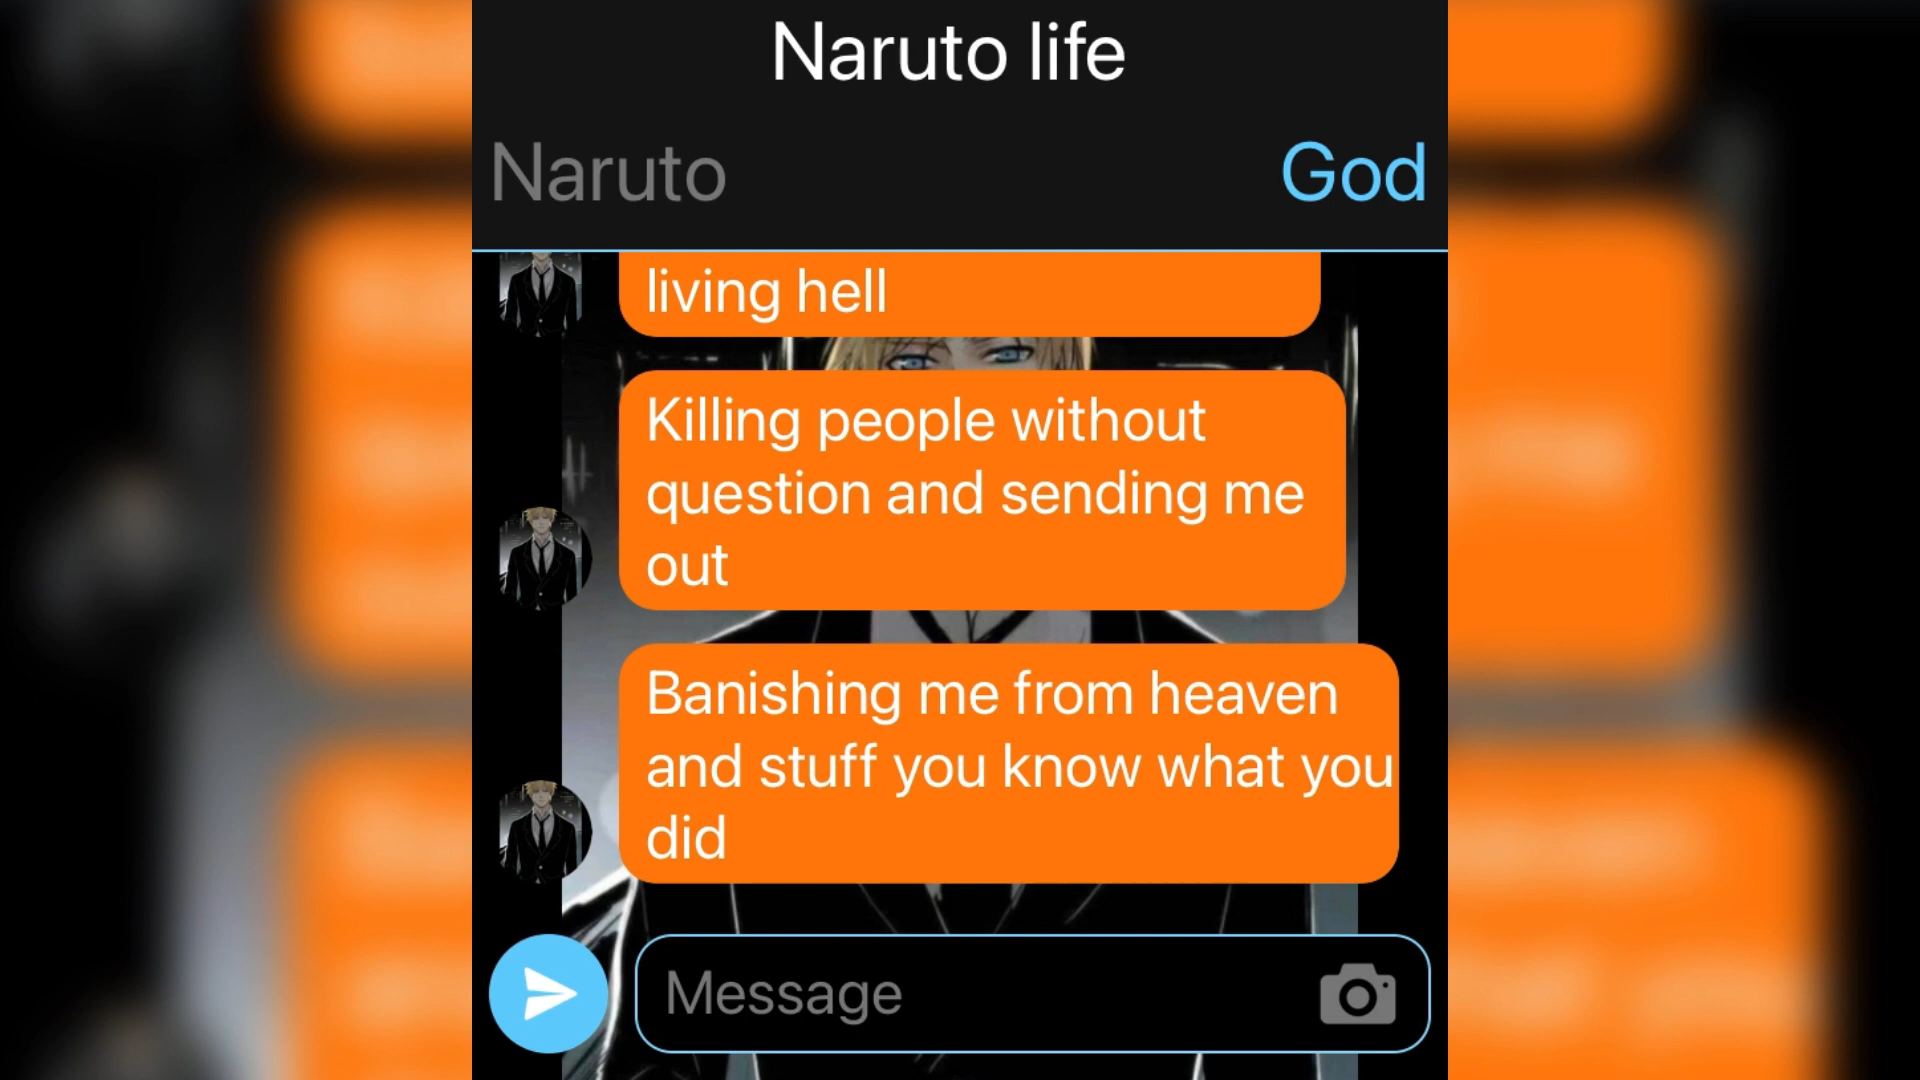 Naruto life
Naruto
God
living hell
Killing people without
question and sending me
out
Banishing me from heaven
and stuff you know what you
did
Message